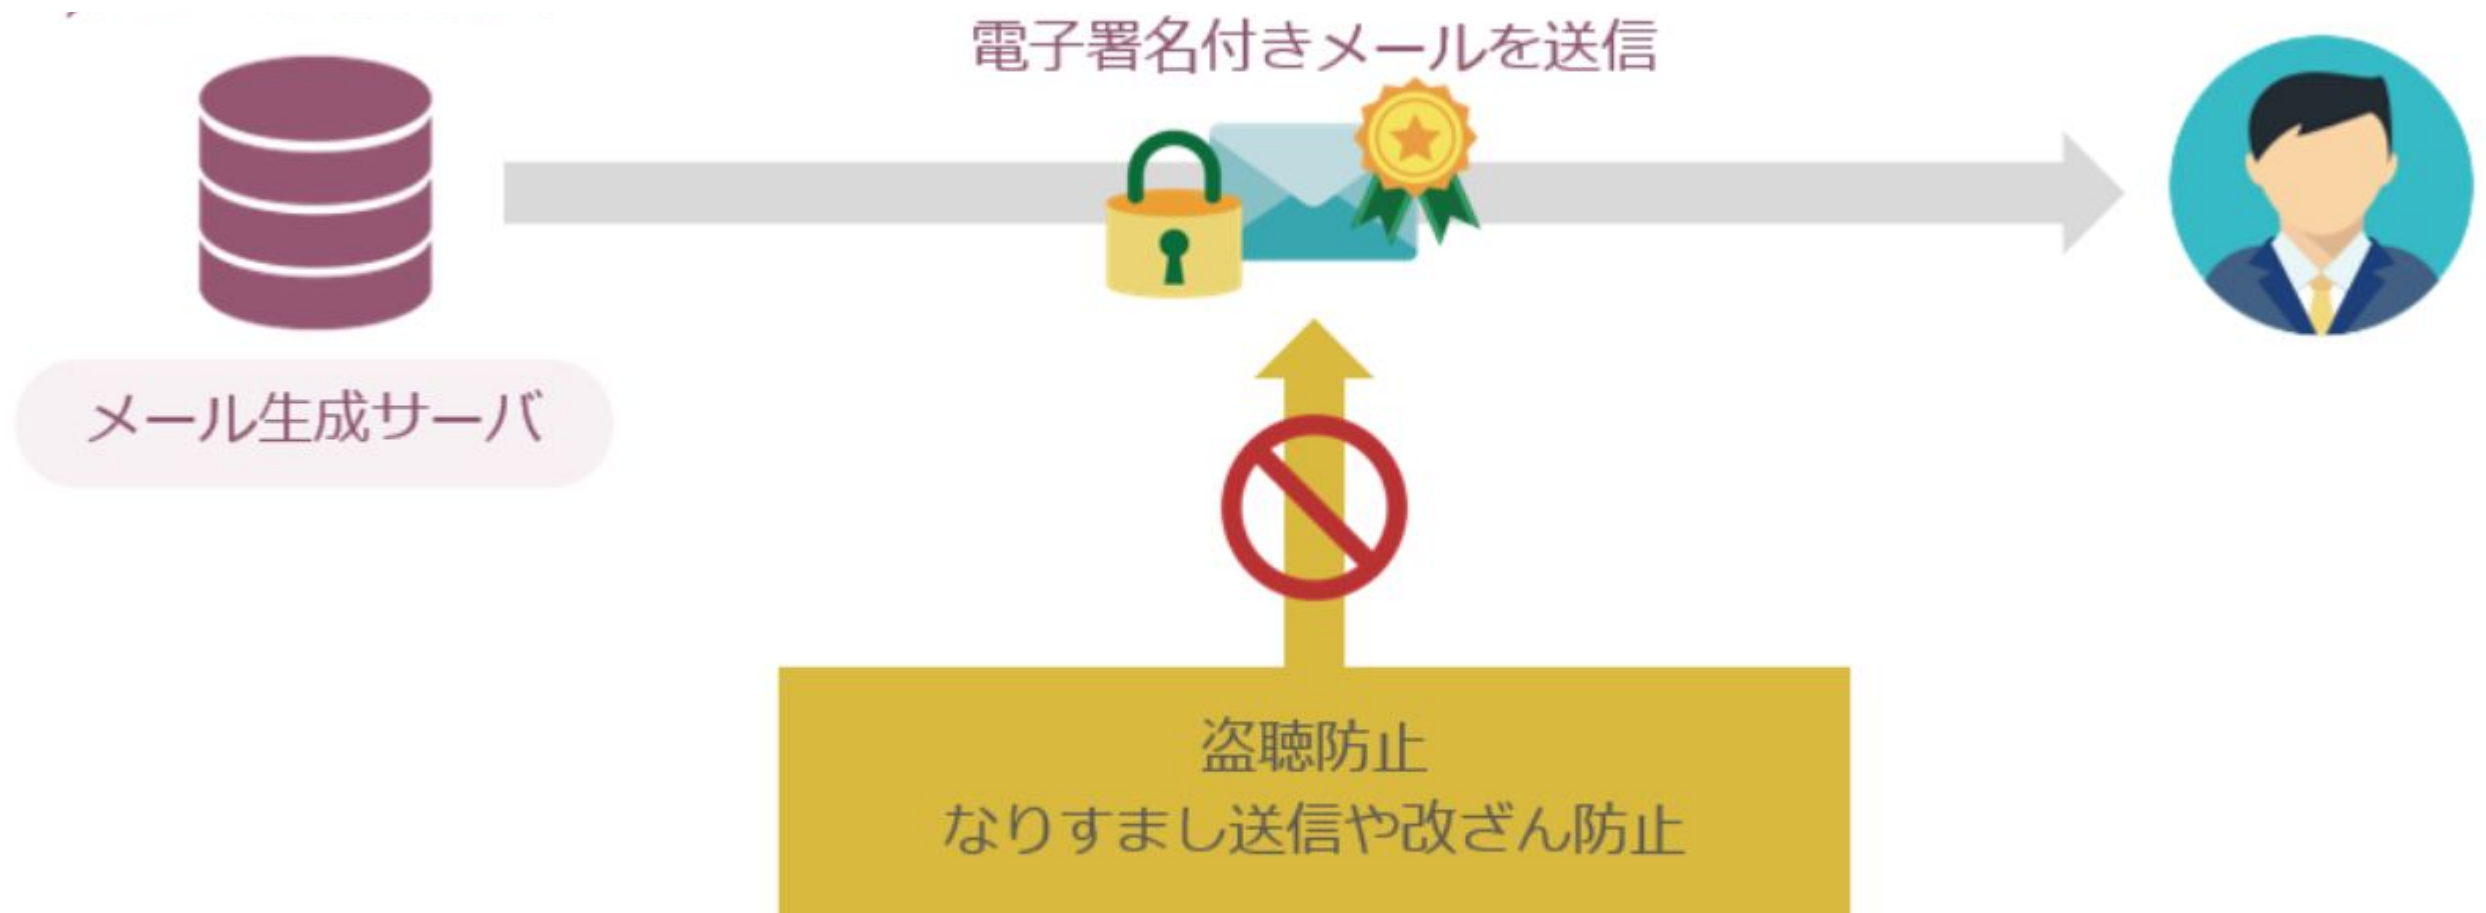 電子署名付きメールを送信
メール生成サーバ
盗聴防止
なりすまし送信や改ざん防止